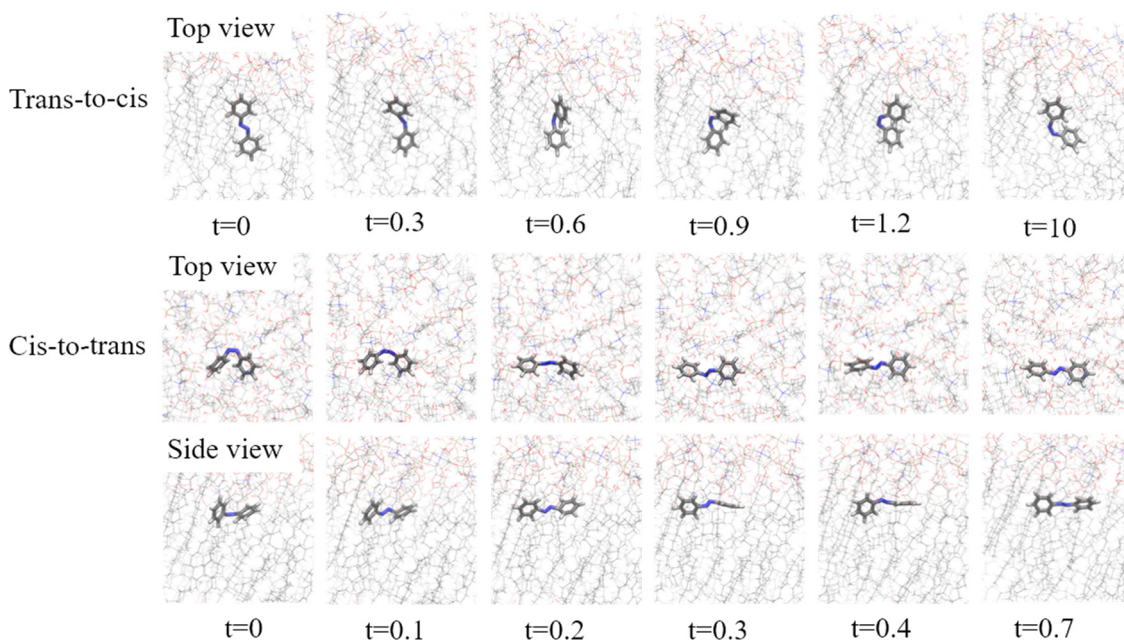 Top view
Trans-to-cis
t=0 t=0.3 t=0.6 t=0.9 t=1.2 t=10
Top view
Cis-to-trans
Side view
t=0 t=0.1 t=0.2 t=0.3 t=0.4 t=0.7